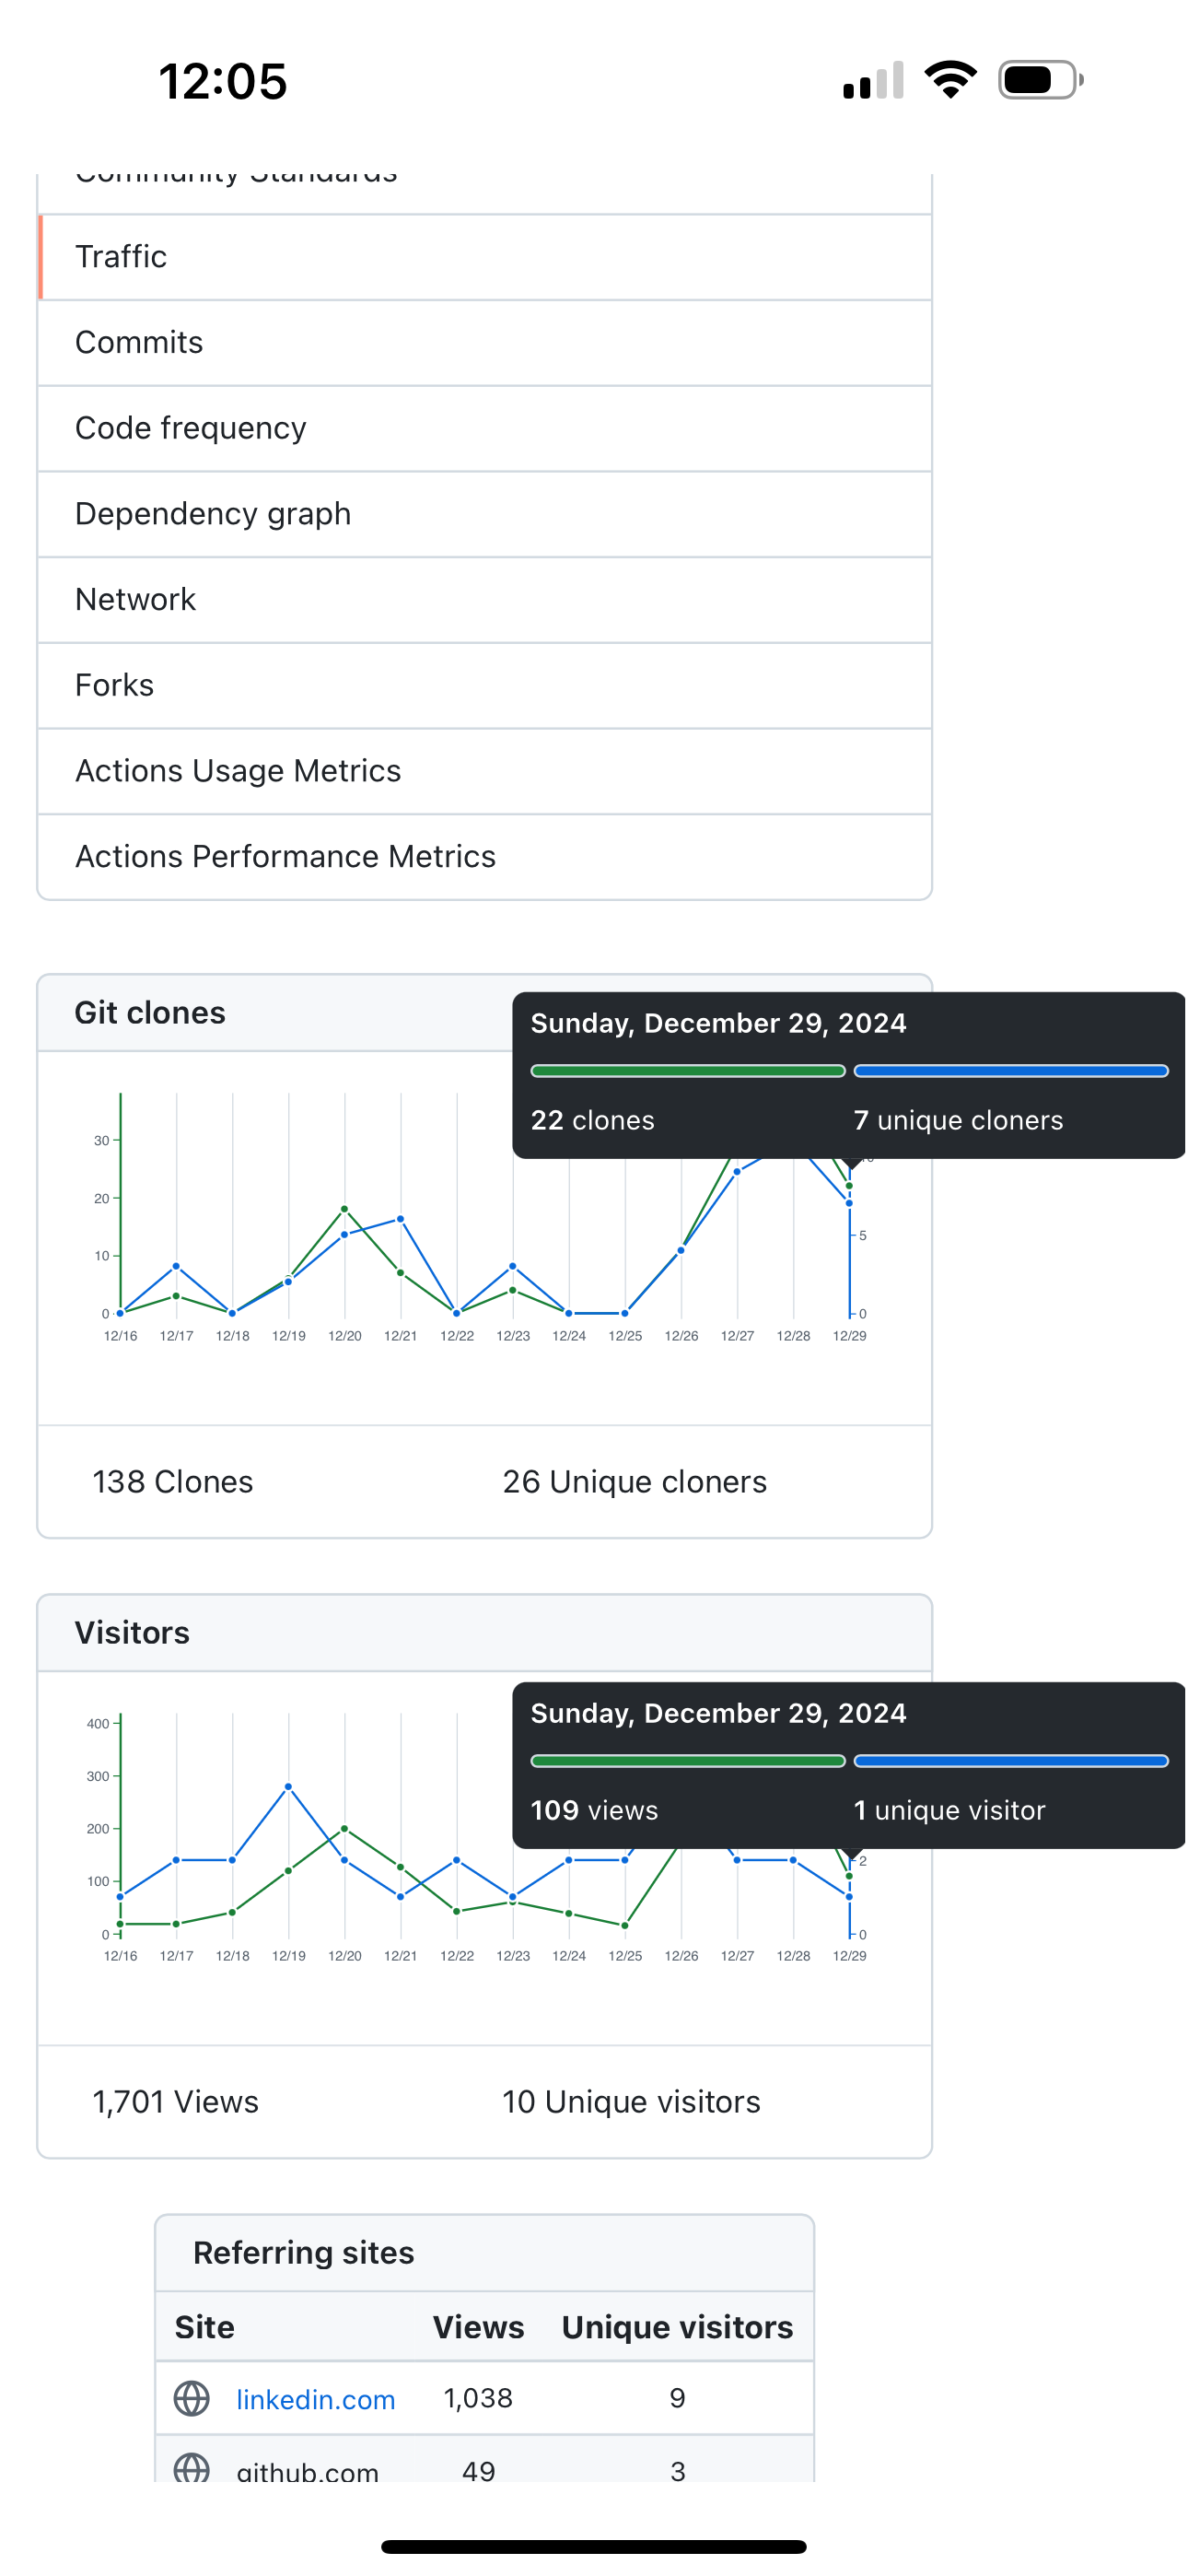 12:05
Community Standards
Traffic
Commits
Code frequency
Dependency graph
Network
Forks
Actions Usage Metrics
Actions Performance Metrics
Git clones
Sunday, December 29, 2024
22 clones 7 unique cloners
30
20
10
0
5
0
12/16 12/17 12/18 12/19 12/20 12/21 12/22 12/23 12/24 12/25 12/26 12/27 12/28 12/29
138 Clones 26 Unique cloners
Visitors
Sunday, December 29, 2024
109 views 1 unique visitor
400
300
200
100
0
2
0
12/16 12/17 12/18 12/19 12/20 12/21 12/22 12/23 12/24 12/25 12/26 12/27 12/28 12/29
1,701 Views 10 Unique visitors
Referring sites
Site Views Unique visitors
linkedin.com 1,038 9
github.com 49 3